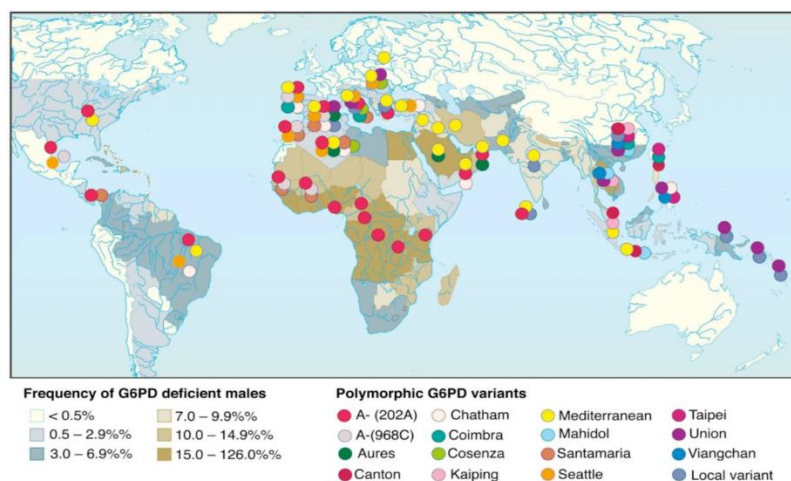 Frequency of G6PD deficient males
< 0.5%
0.5 – 2.9%%
3.0 – 6.9%%
7.0 – 9.9%%
10.0 – 14.9%%
15.0 – 126.0%%
Polymorphic G6PD variants
A- (202A)
A-(968C)
Aures
Canton
Chatham
Coimbra
Cosenza
Kaiping
Mediterranean
Mahidol
Santamaria
Seattle
Taipei
Union
Viangchan
Local variant